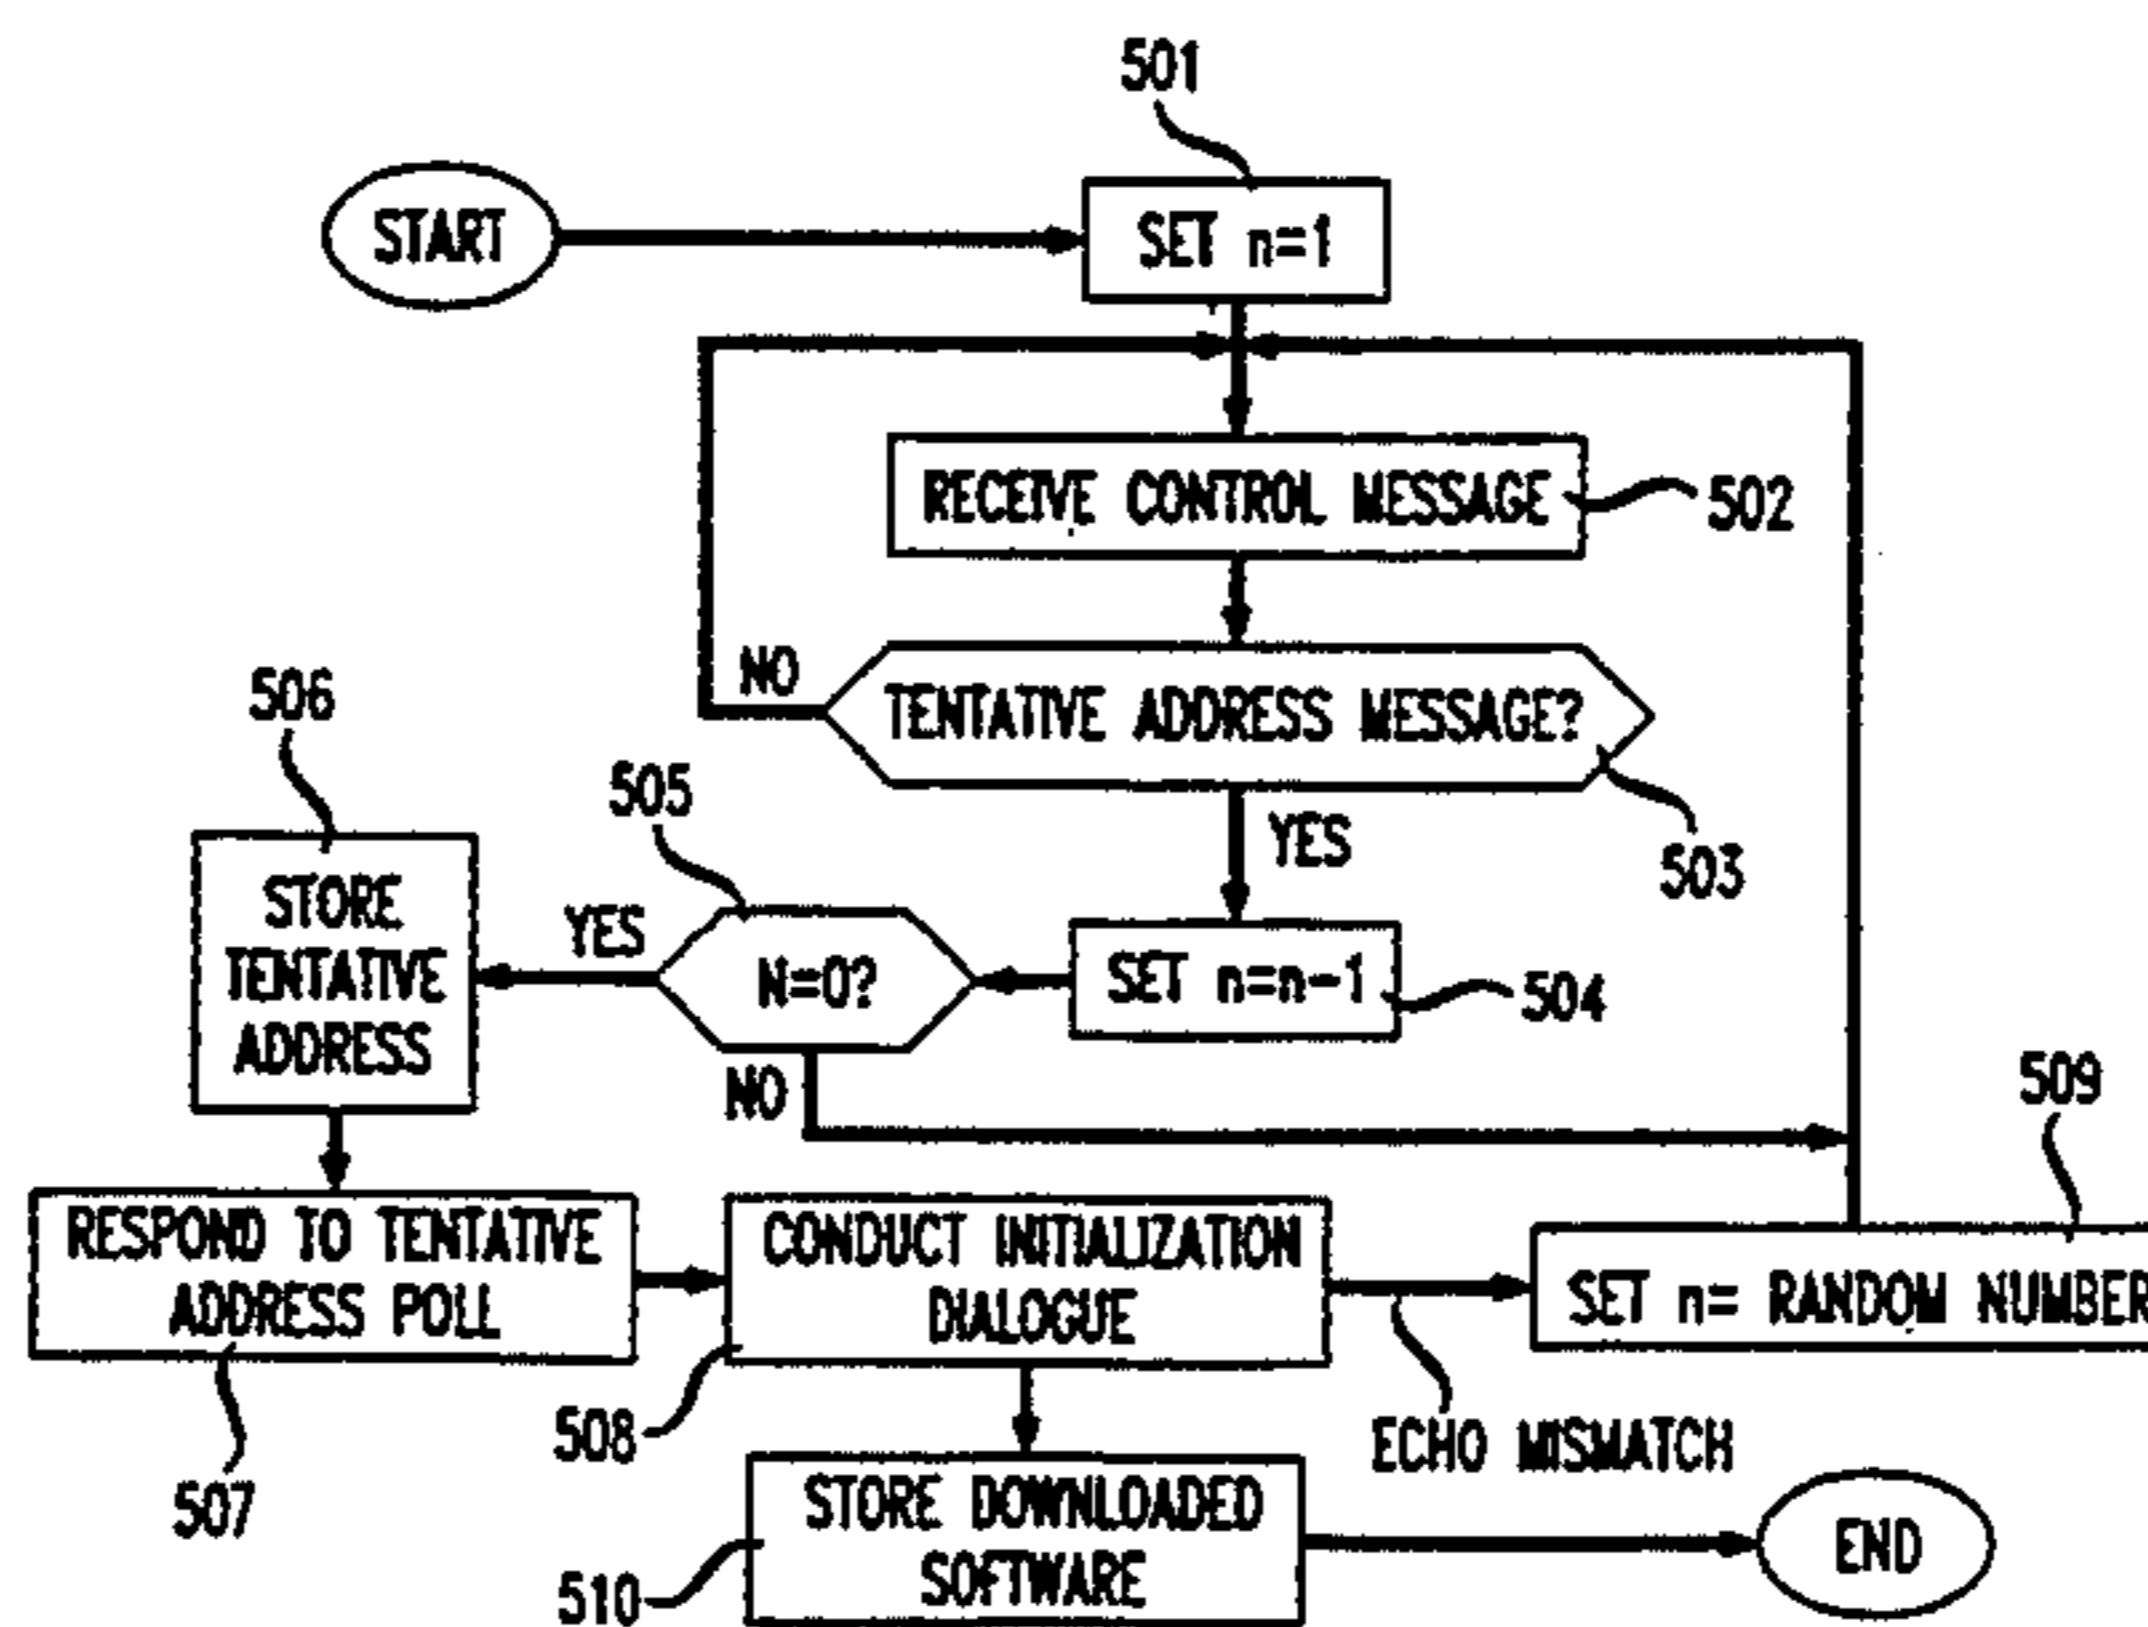 501
START
SET n=1
RECEIVE CONTROL MESSAGE
502
NO
TENTATIVE ADDRESS MESSAGE?
503
YES
506
505
STORE
TENTATIVE
ADDRESS
YES
N=0?
SET n=n-1
504
NO
509
RESPOND TO TENTATIVE
ADDRESS POLL
507
CONDUCT INITIALIZATION
DIALOGUE
508
SET n= RANDOM NUMBER
ECHO MISMATCH
STORE DOWNLOADED
SOFTWARE
510
END